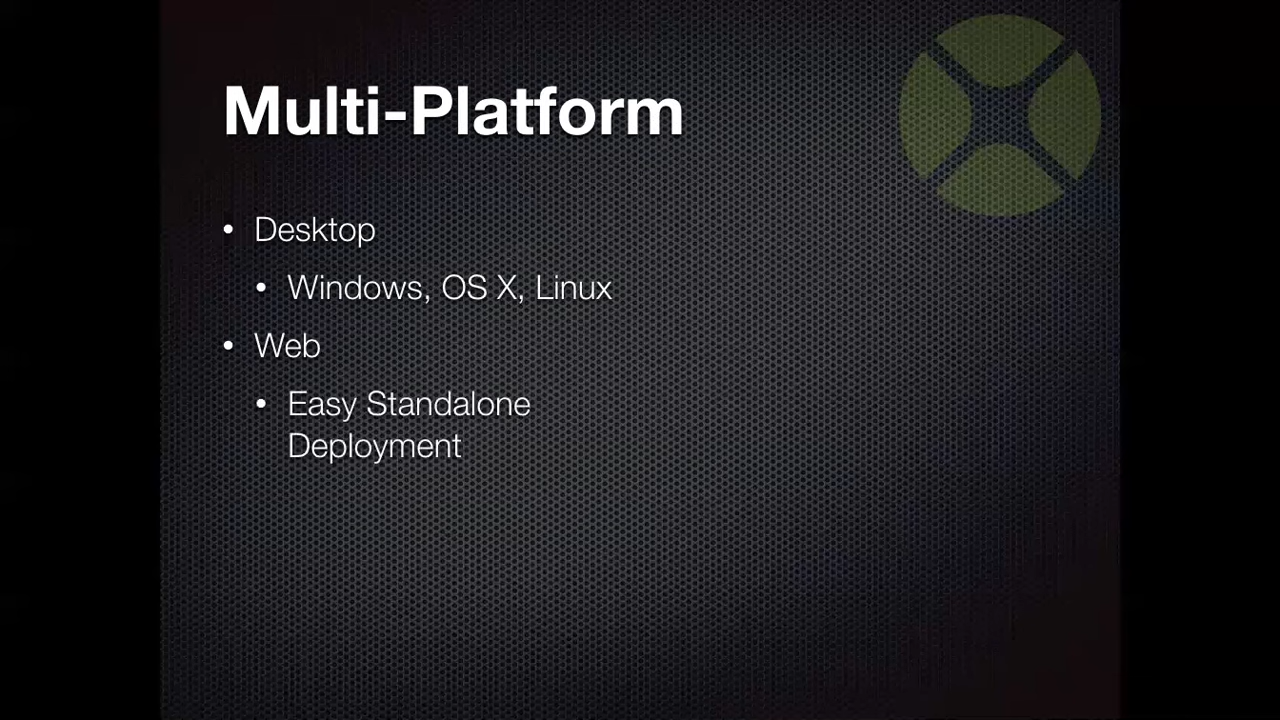 Multi-Platform
• Desktop
• Windows, OS X, Linux
• Web
• Easy Standalone
Deployment